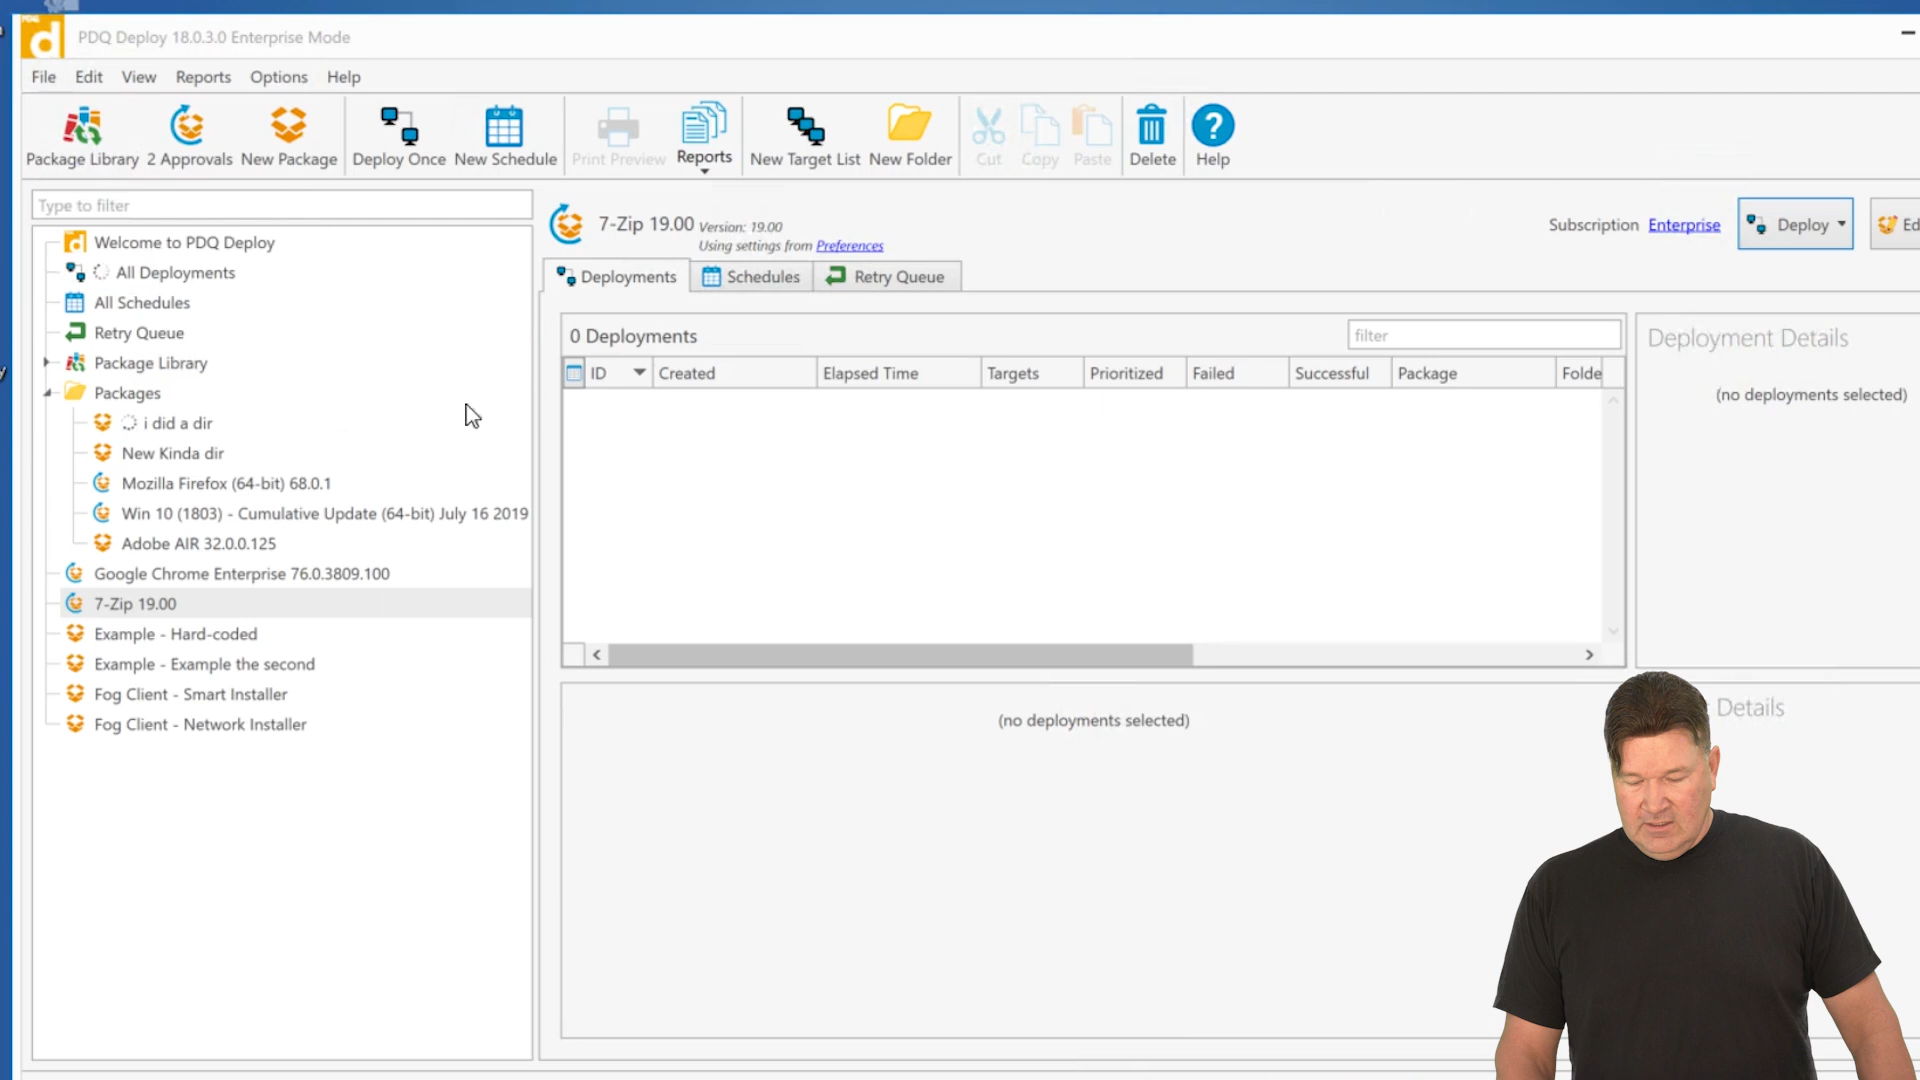 PDQ Deploy 18.0.3.0 Enterprise Mode
File Edit View Reports Options Help
Package Library 2 Approvals New Package Deploy Once New Schedule Print Preview Reports New Target List New Folder Cut Copy Paste Delete Help
Type to filter
Welcome to PDQ Deploy
All Deployments
All Schedules
Retry Queue
Package Library
Packages
i did a dir
New Kinda dir
Mozilla Firefox (64-bit) 68.0.1
Win 10 (1803) - Cumulative Update (64-bit) July 16 2019
Adobe AIR 32.0.0.125
Google Chrome Enterprise 76.0.3809.100
7-Zip 19.00
Example - Hard-coded
Example - Example the second
Fog Client - Smart Installer
Fog Client - Network Installer
7-Zip 19.00 Version: 19.00
Using settings from Preferences
Subscription Enterprise Deploy Ed
Deployments Schedules Retry Queue
0 Deployments filter
ID Created Elapsed Time Targets Prioritized Failed Successful Package Folde
(no deployments selected)
Deployment Details
(no deployments selected)
Details